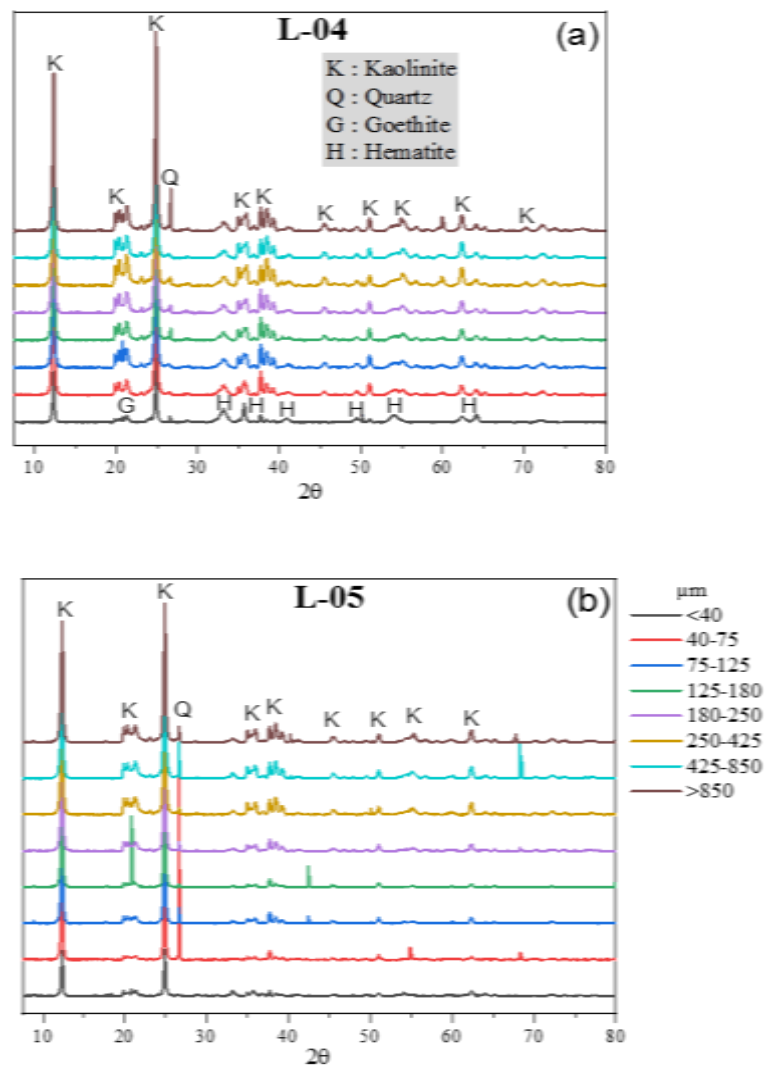 L-04
(a)
K : Kaolinite
Q : Quartz
G : Goethite
H : Hematite
K
K
K
Q
K
K
K
K
K
K
K
G
H
H
H
H
H
H
10 20 30 40 50 60 70 80
2θ
L-05
(b)
K
K
K
Q
K
K
K
K
K
K
10 20 30 40 50 60 70 80
2θ
μm
<40
40-75
75-125
125-180
180-250
250-425
425-850
>850